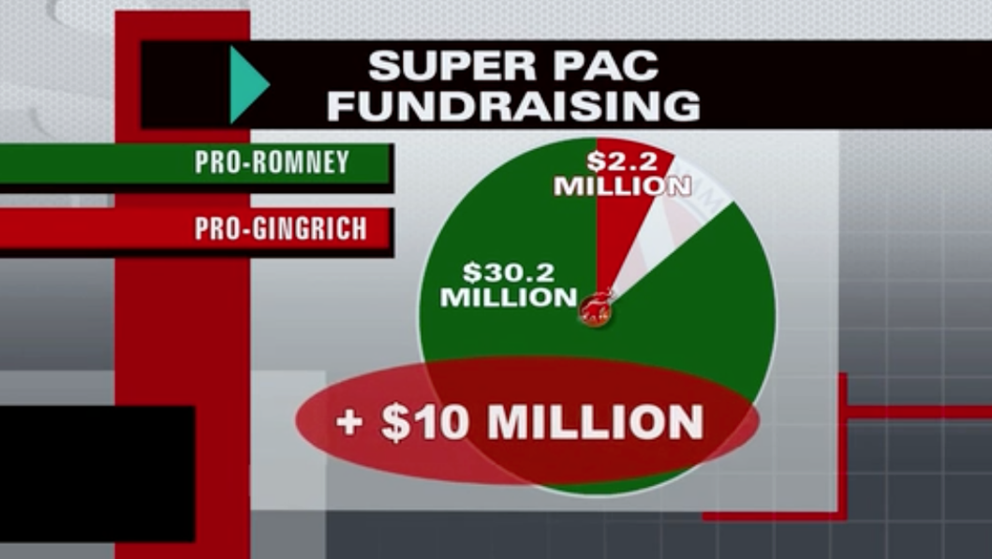 SUPER PAC
FUNDRAISING
PRO-ROMNEY
PRO-GINGRICH
$2.2
MILLION
$30.2
MILLION
+ $10 MILLION